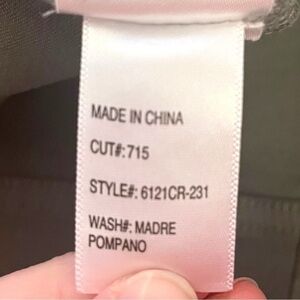 MADE IN CHINA
CUT#: 715
STYLE#: 6121CR-231
WASH#: MADRE
POMPANO